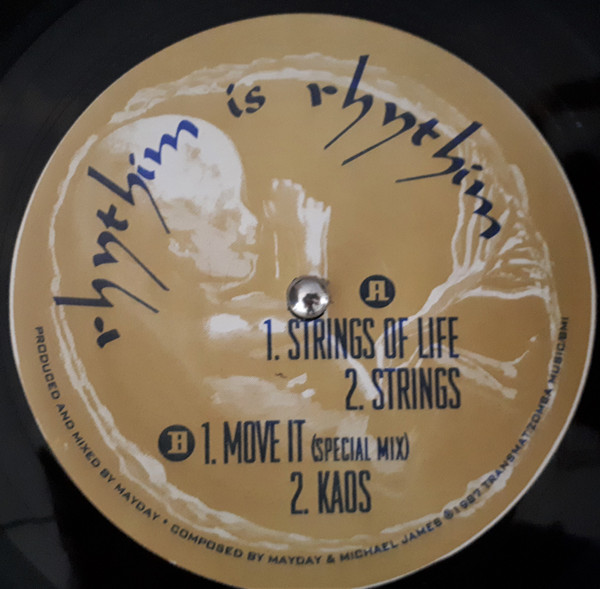 rhythim is rhythim
A
1. STRINGS OF LIFE
2. STRINGS
B 1. MOVE IT (SPECIAL MIX)
2. KAOS
PRODUCED AND MIXED BY MAYDAY • COMPOSED BY MAYDAY & MICHAEL JAMES ℗1987 TRANSMAT/ZOMBA MUSIC/BMI